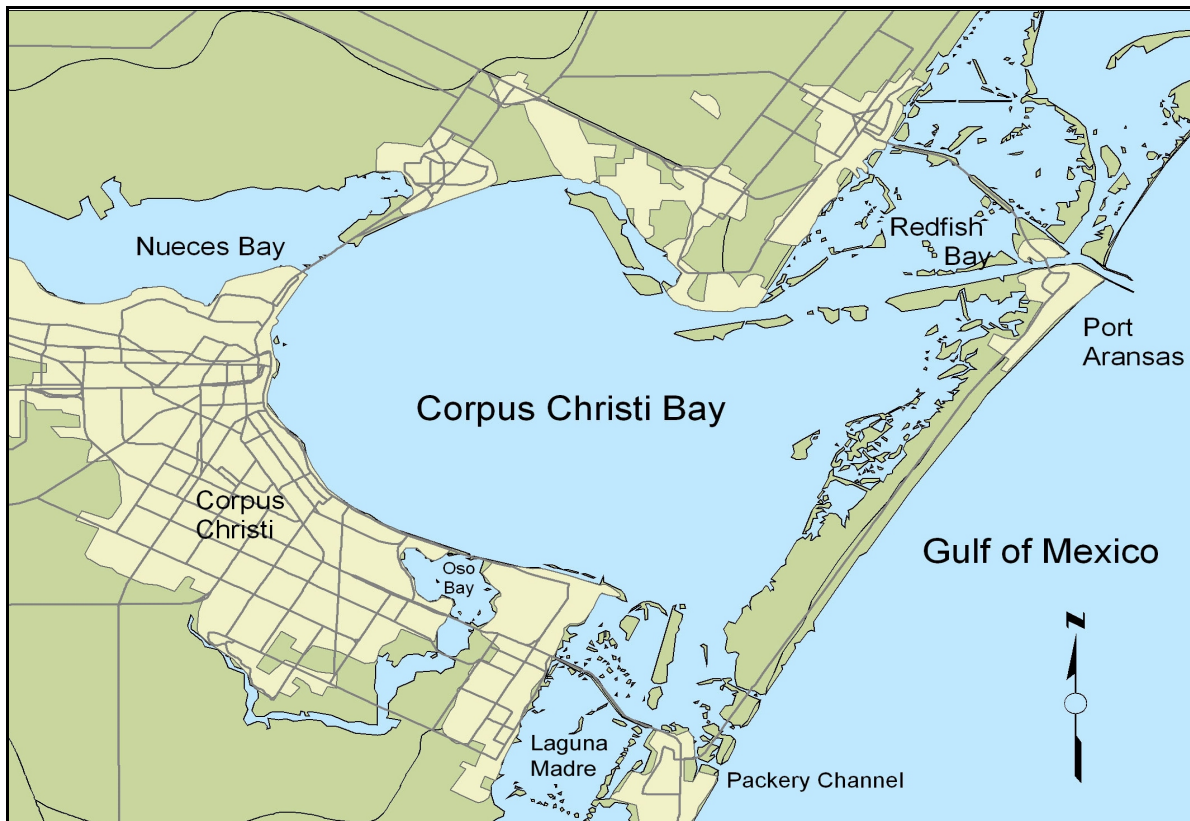 Nueces Bay
Redfish
Bay
Port
Aransas
Corpus Christi Bay
Corpus
Christi
Gulf of Mexico
Oso
Bay
N
Laguna
Madre
Packery Channel